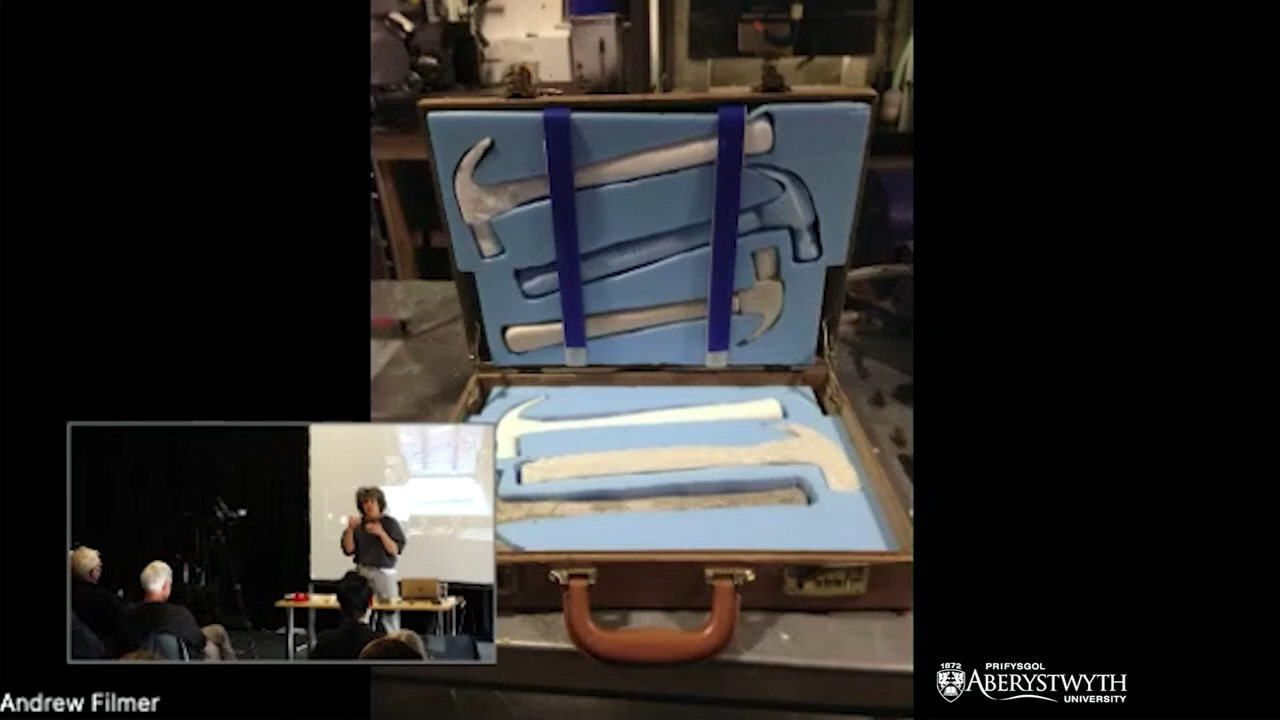 Andrew Filmer
1872
PRIFYSGOL
ABERYSTWYTH
UNIVERSITY